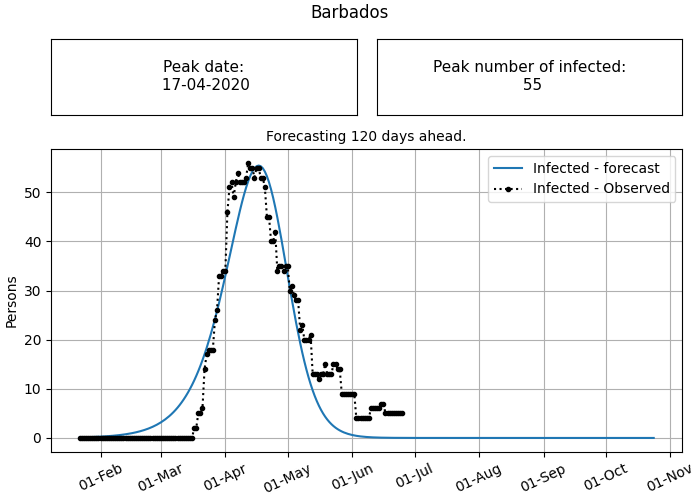 Barbados
Peak date:
17-04-2020
Peak number of infected:
55
Forecasting 120 days ahead.
Infected - forecast
Infected - Observed
Persons
50
40
30
20
10
0
01-Feb
01-Mar
01-Apr
01-May
01-Jun
01-Jul
01-Aug
01-Sep
01-Oct
01-Nov